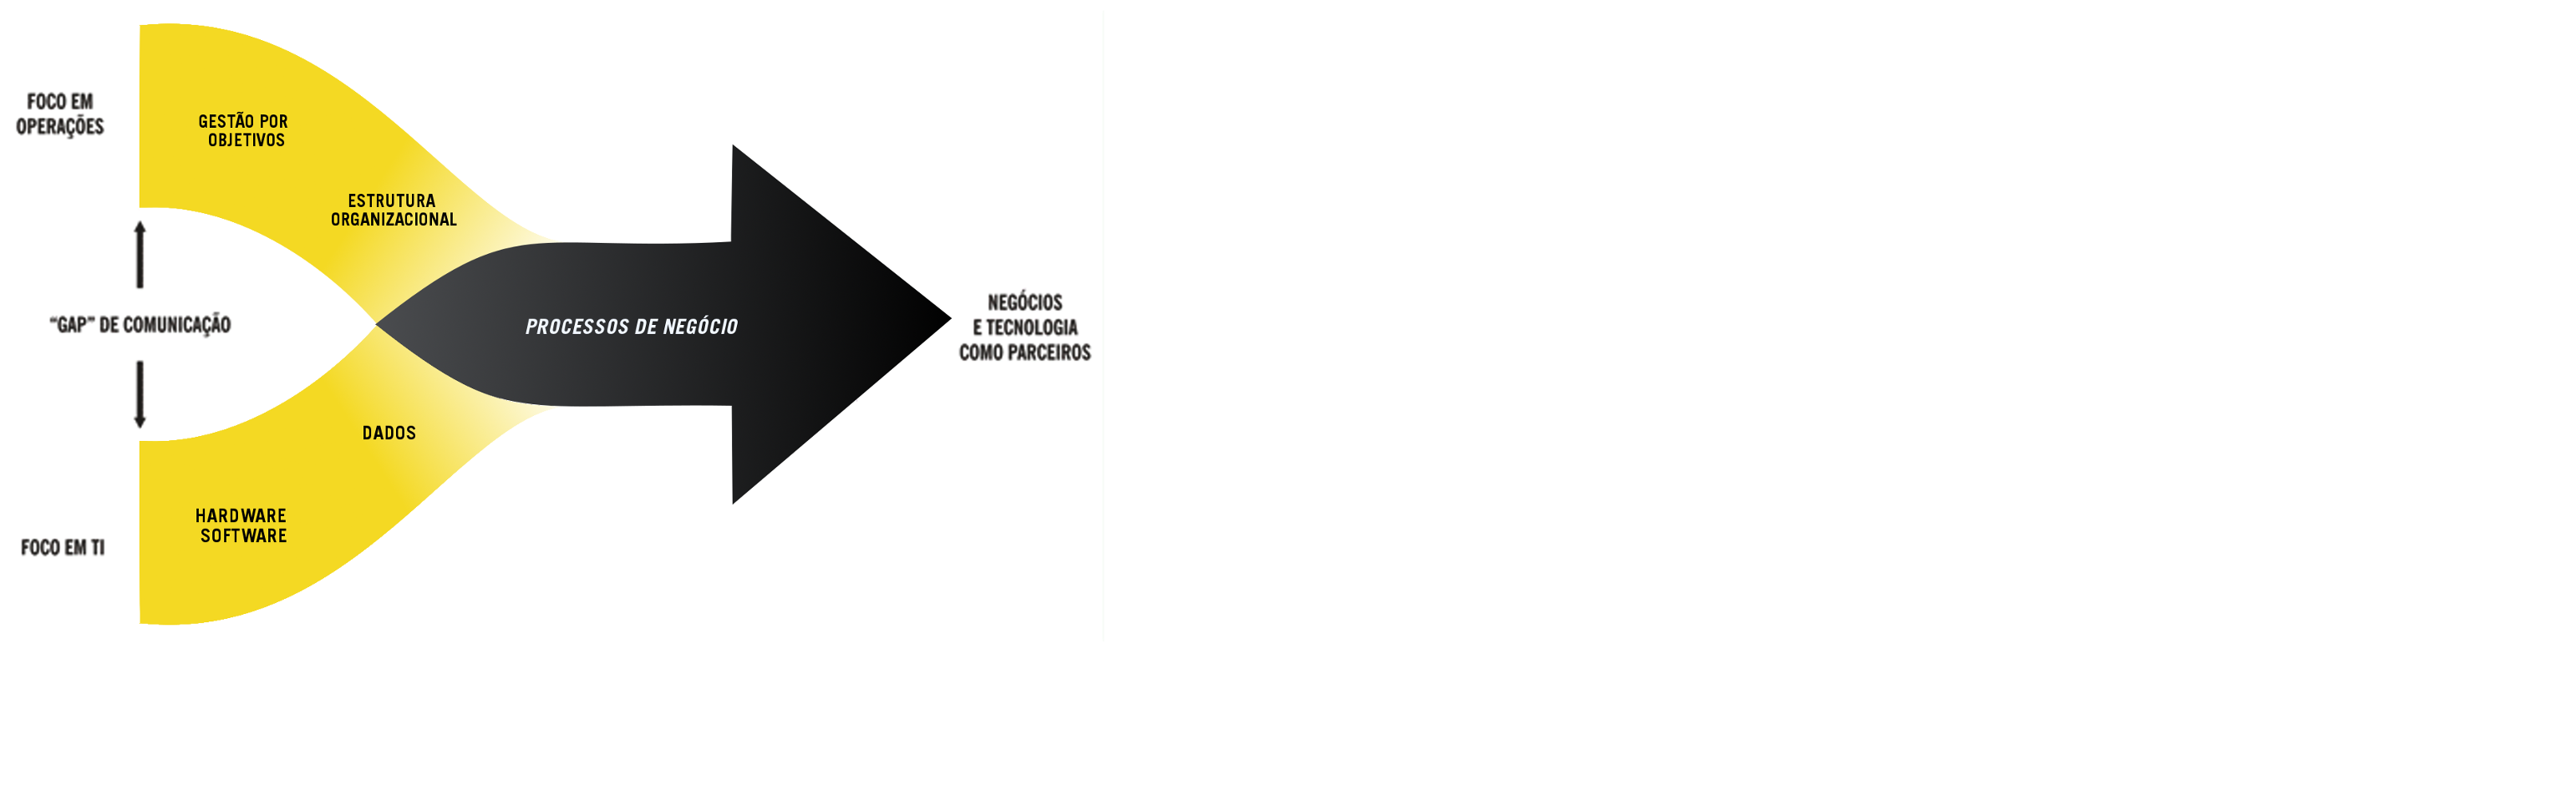 FOCO EM
OPERAÇÕES
GESTÃO POR
OBJETIVOS
ESTRUTURA
ORGANIZACIONAL
“GAP” DE COMUNICAÇÃO
PROCESSOS DE NEGÓCIO
NEGÓCIOS
E TECNOLOGIA
COMO PARCEIROS
DADOS
HARDWARE
SOFTWARE
FOCO EM TI